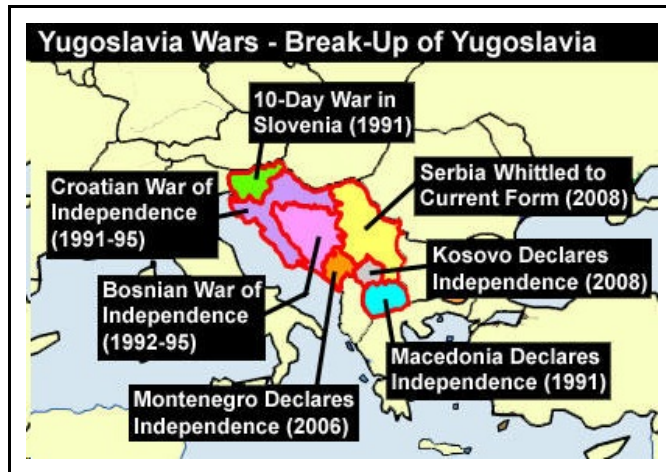 Yugoslavia Wars - Break-Up of Yugoslavia
10-Day War in
Slovenia (1991)
Croatian War of
Independence
(1991-95)
Serbia Whittled to
Current Form (2008)
Kosovo Declares
Independence (2008)
Bosnian War of
Independence
(1992-95)
Macedonia Declares
Independence (1991)
Montenegro Declares
Independence (2006)